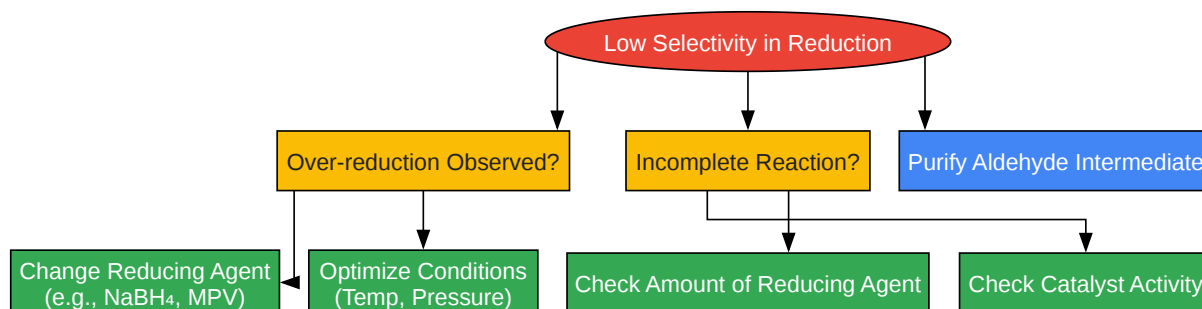 Low Selectivity in Reduction
Over-reduction Observed?
Incomplete Reaction?
Purify Aldehyde Intermediate
Change Reducing Agent
(e.g., NaBH₄, MPV)
Optimize Conditions
(Temp, Pressure)
Check Amount of Reducing Agent
Check Catalyst Activity